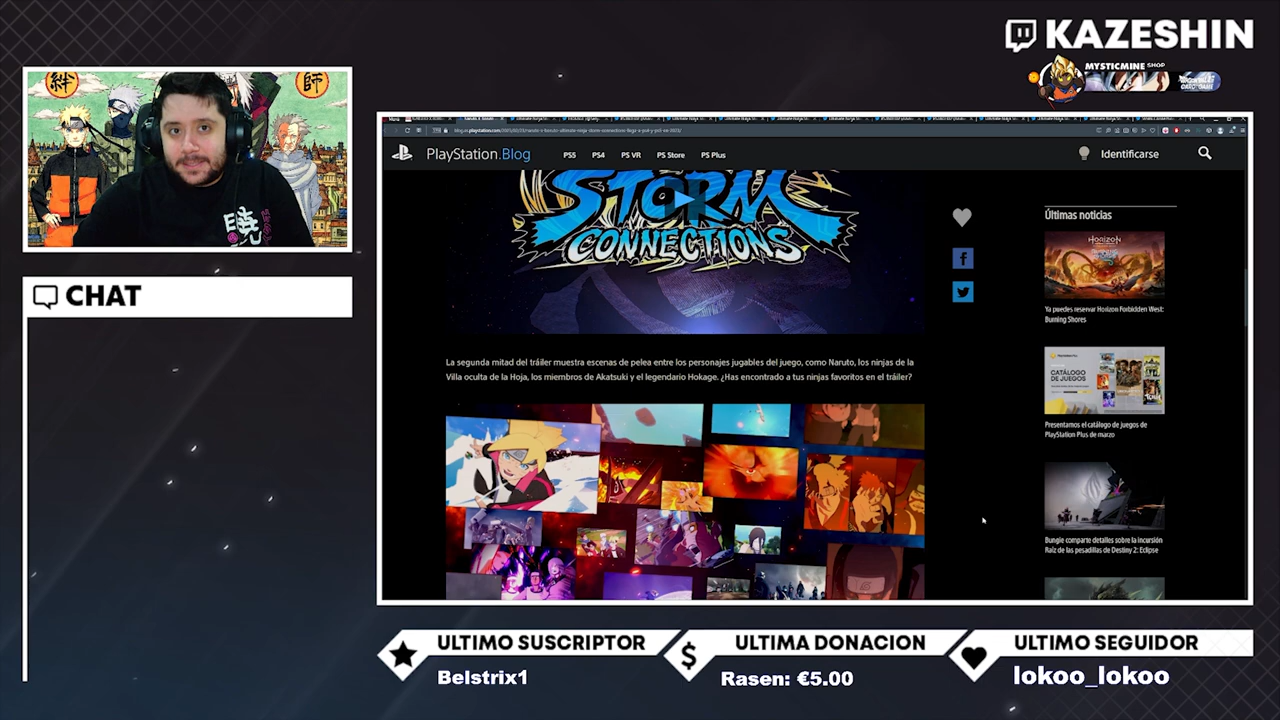 KAZESHIN
MYSTICMINE SHOP
絆
師
暁
CHAT
PlayStation.Blog
PS5
PS4
PS VR
PS Store
PS Plus
Identificarse
STORM
CONNECTIONS
La segunda mitad del tráiler muestra escenas de pelea entre los personajes jugables del juego, como Naruto, los ninjas de la
Villa oculta de la Hoja, los miembros de Akatsuki y el legendario Hokage. ¿Has encontrado a tus ninjas favoritos en el tráiler?
Últimas noticias
HORIZON
Ya puedes reservar Horizon Forbidden West:
Burning Shores
CATÁLOGO
DE JUEGOS
Presentamos el catálogo de juegos de
PlayStation Plus de marzo
Bungie comparte detalles sobre la incursión
Raíz de las pesadillas de Destiny 2: Eclipse
ULTIMO SUSCRIPTOR
Belstrix1
ULTIMA DONACION
Rasen: €5.00
ULTIMO SEGUIDOR
lokoo_lokoo